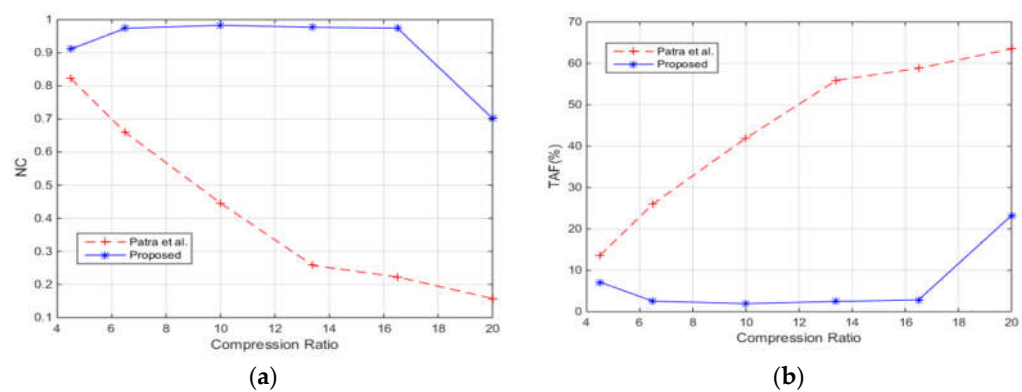 1
0.9
0.8
0.7
0.6
0.5
0.4
0.3
0.2
0.1
NC
Patra et al.
Proposed
4 6 8 10 12 14 16 18 20
Compression Ratio
(a)
70
60
50
40
30
20
10
0
TAF(%)
Patra et al.
Proposed
4 6 8 10 12 14 16 18 20
Compression Ratio
(b)